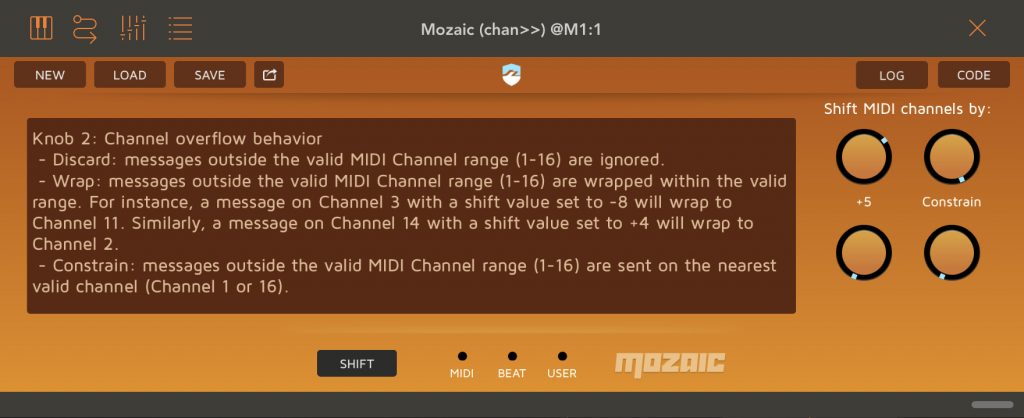 Mozaic (chan>>) @M1:1
NEW LOAD SAVE LOG CODE
Shift MIDI channels by:
Knob 2: Channel overflow behavior
- Discard: messages outside the valid MIDI Channel range (1-16) are ignored.
- Wrap: messages outside the valid MIDI Channel range (1-16) are wrapped within the valid
range. For instance, a message on Channel 3 with a shift value set to -8 will wrap to
Channel 11. Similarly, a message on Channel 14 with a shift value set to +4 will wrap to
Channel 2.
- Constrain: messages outside the valid MIDI Channel range (1-16) are sent on the nearest
valid channel (Channel 1 or 16).
+5 Constrain
SHIFT
MIDI BEAT USER
MOZAIC